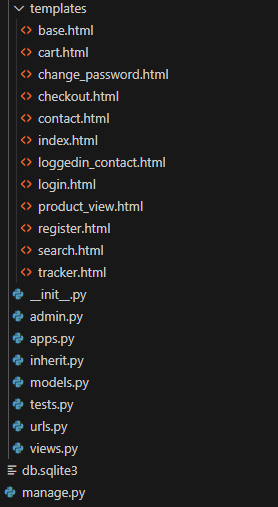 templates
base.html
cart.html
change_password.html
checkout.html
contact.html
index.html
loggedin_contact.html
login.html
product_view.html
register.html
search.html
tracker.html
__init__.py
admin.py
apps.py
inherit.py
models.py
tests.py
urls.py
views.py
db.sqlite3
manage.py